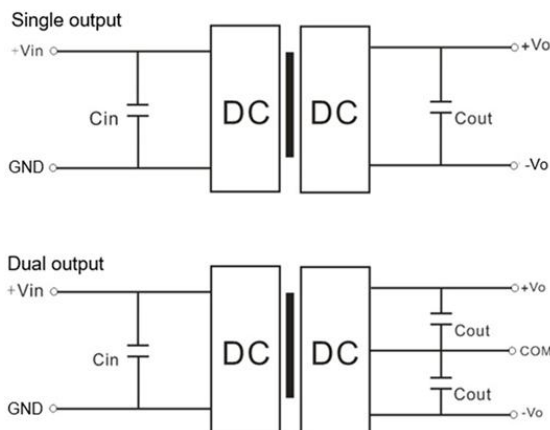 Single output
+Vin
+Vo
Cin
DC
DC
Cout
GND
-Vo
Dual output
+Vin
+Vo
Cout
Cin
DC
DC
COM
Cout
GND
-Vo